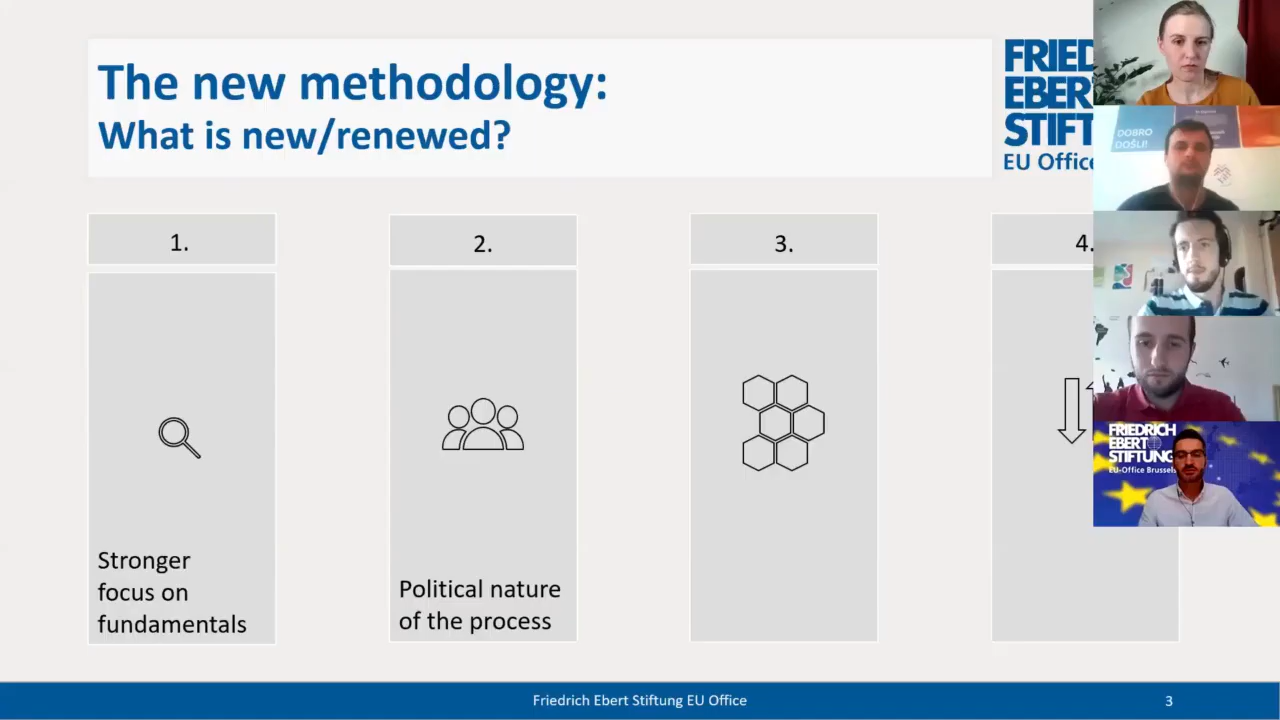 The new methodology:
What is new/renewed?
FRIED
EBER
STIFT
EU Office
1.
2.
3.
4.
Stronger
focus on
fundamentals
Political nature
of the process
DOBRO
DOŠLI!
FRIEDRICH
EBERT
STIFTUNG
EU-Office Brussels
Friedrich Ebert Stiftung EU Office
3